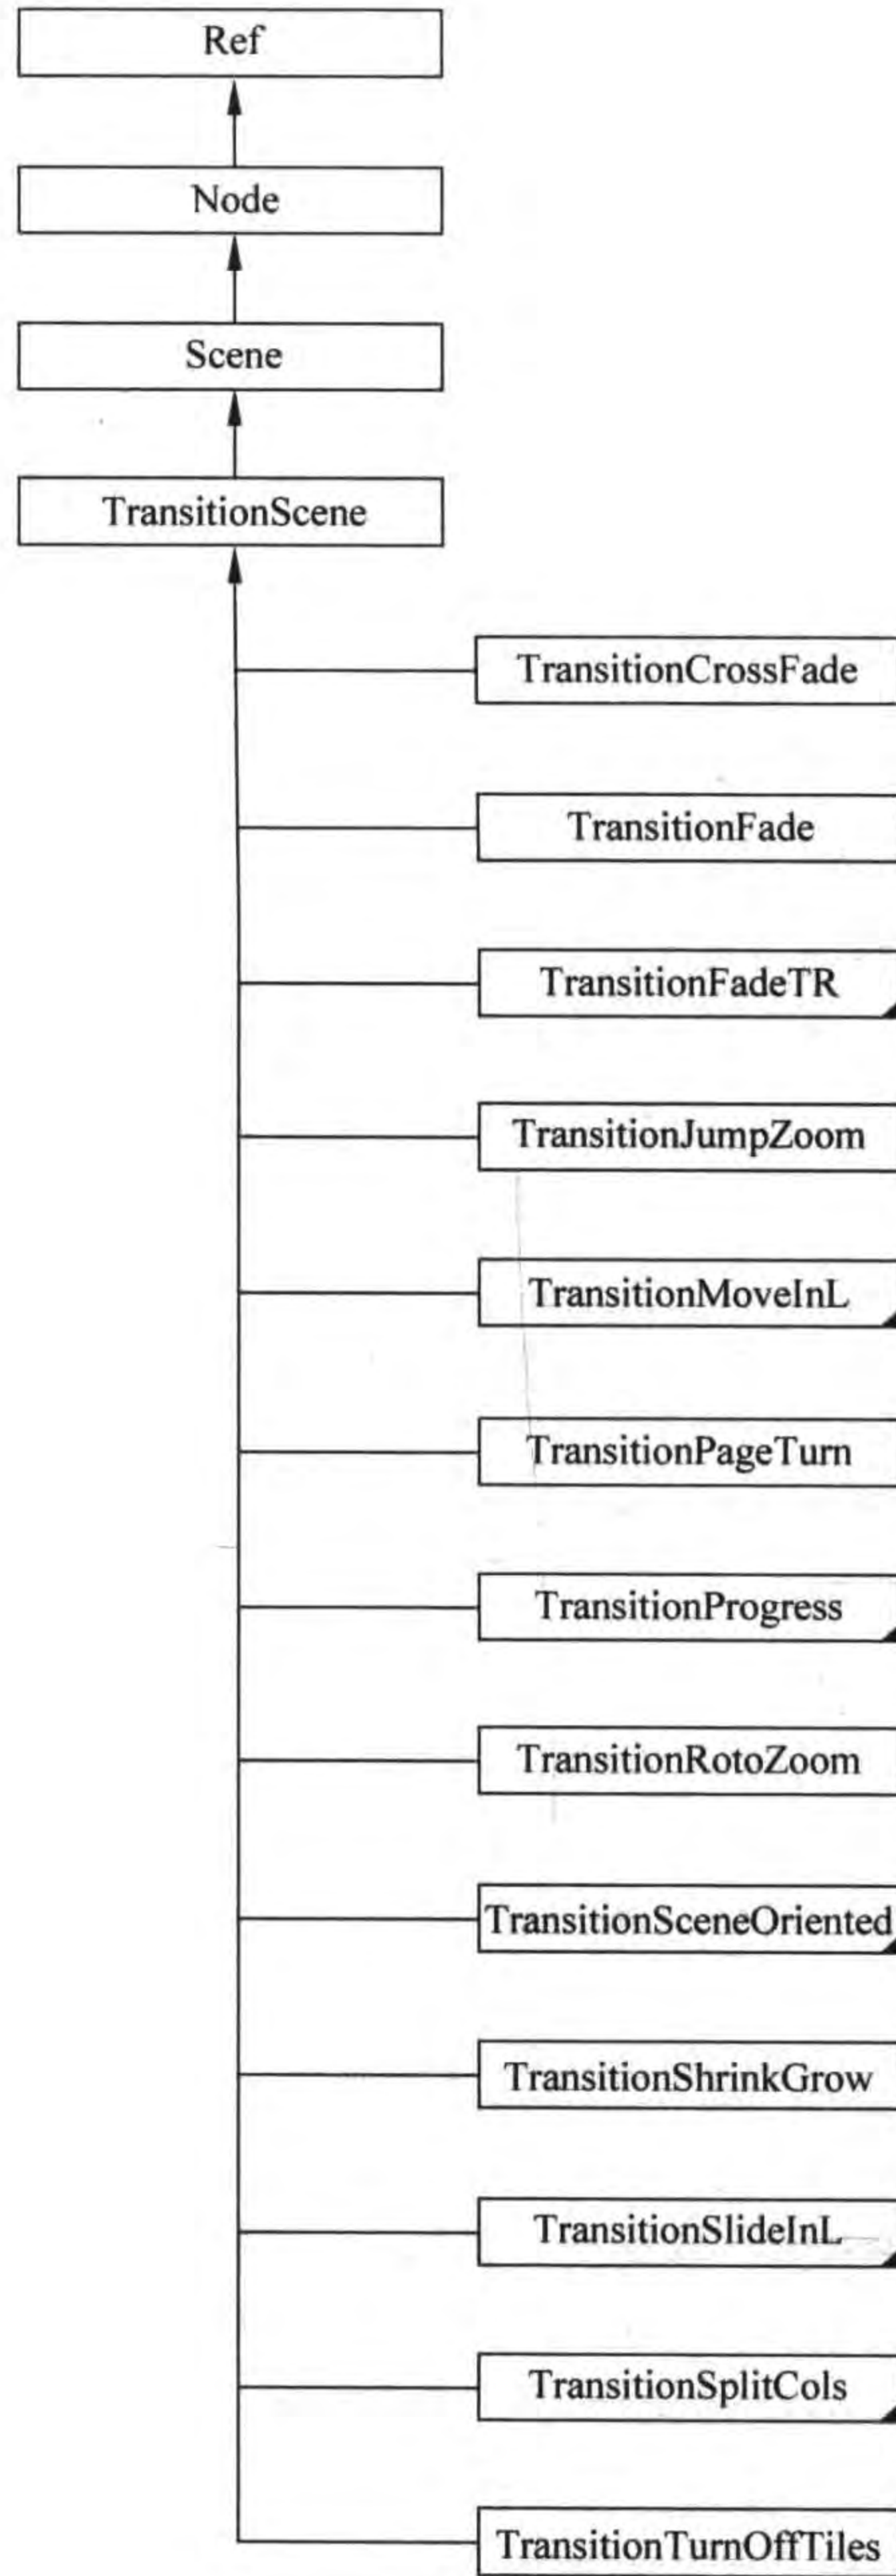 Ref
Node
Scene
TransitionScene
TransitionCrossFade
TransitionFade
TransitionFadeTR
TransitionJumpZoom
TransitionMoveInL
TransitionPageTurn
TransitionProgress
TransitionRotoZoom
TransitionSceneOriented
TransitionShrinkGrow
TransitionSlideInL
TransitionSplitCols
TransitionTurnOffTiles